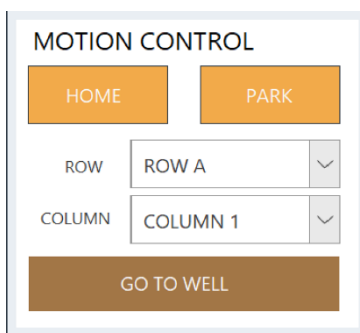 MOTION CONTROL
HOME PARK
ROW ROW A
COLUMN COLUMN 1
GO TO WELL